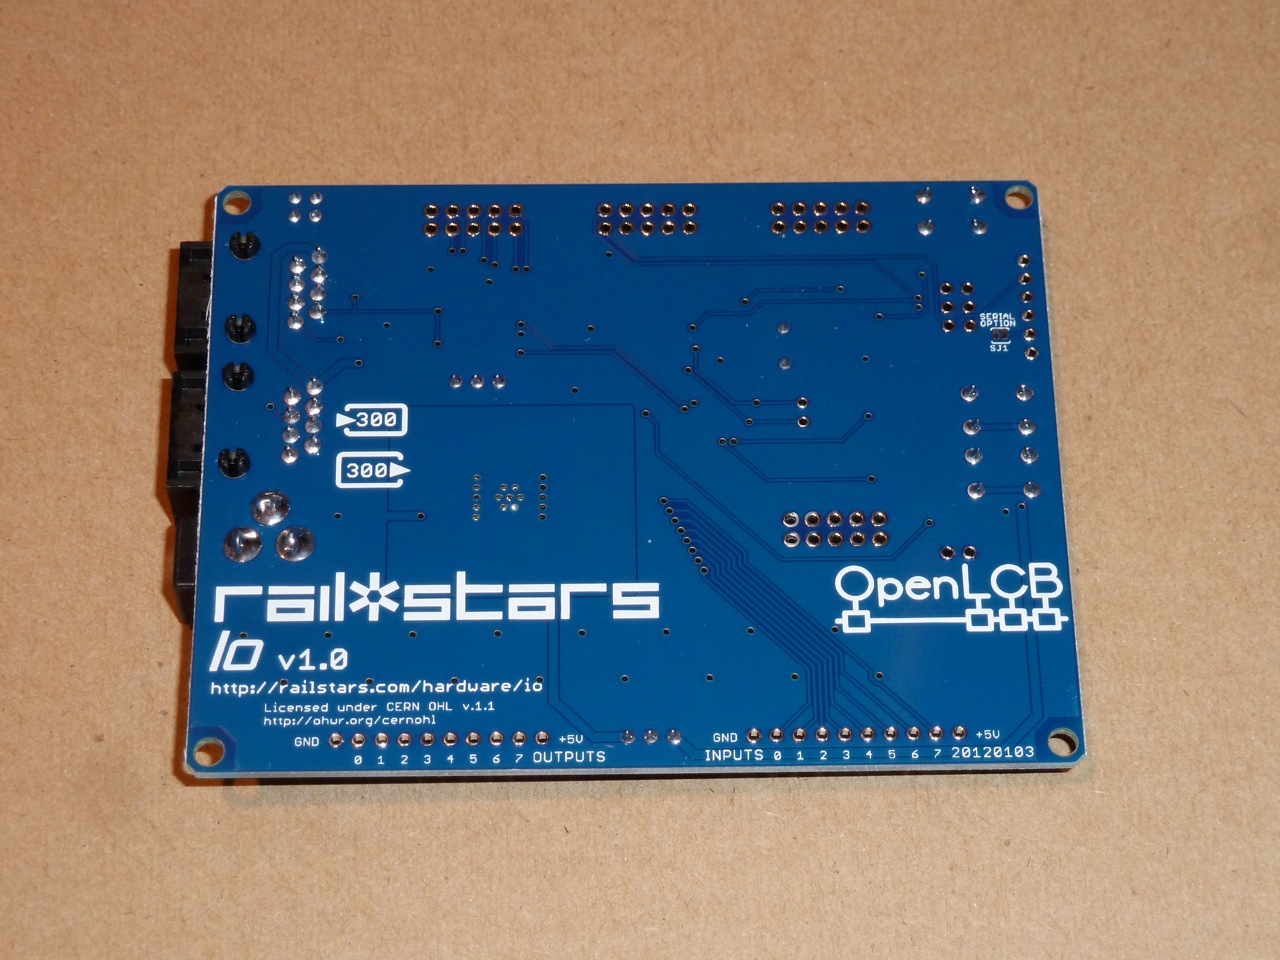 SERIAL
OPTION
SJ1
300
300
rail*stars
OpenLCB
Io v1.0
http://railstars.com/hardware/io
Licensed under CERN OHL v.1.1
http://ohwr.org/cernohl
GND +5V GND +5V
0 1 2 3 4 5 6 7 OUTPUTS INPUTS 0 1 2 3 4 5 6 7 20120103